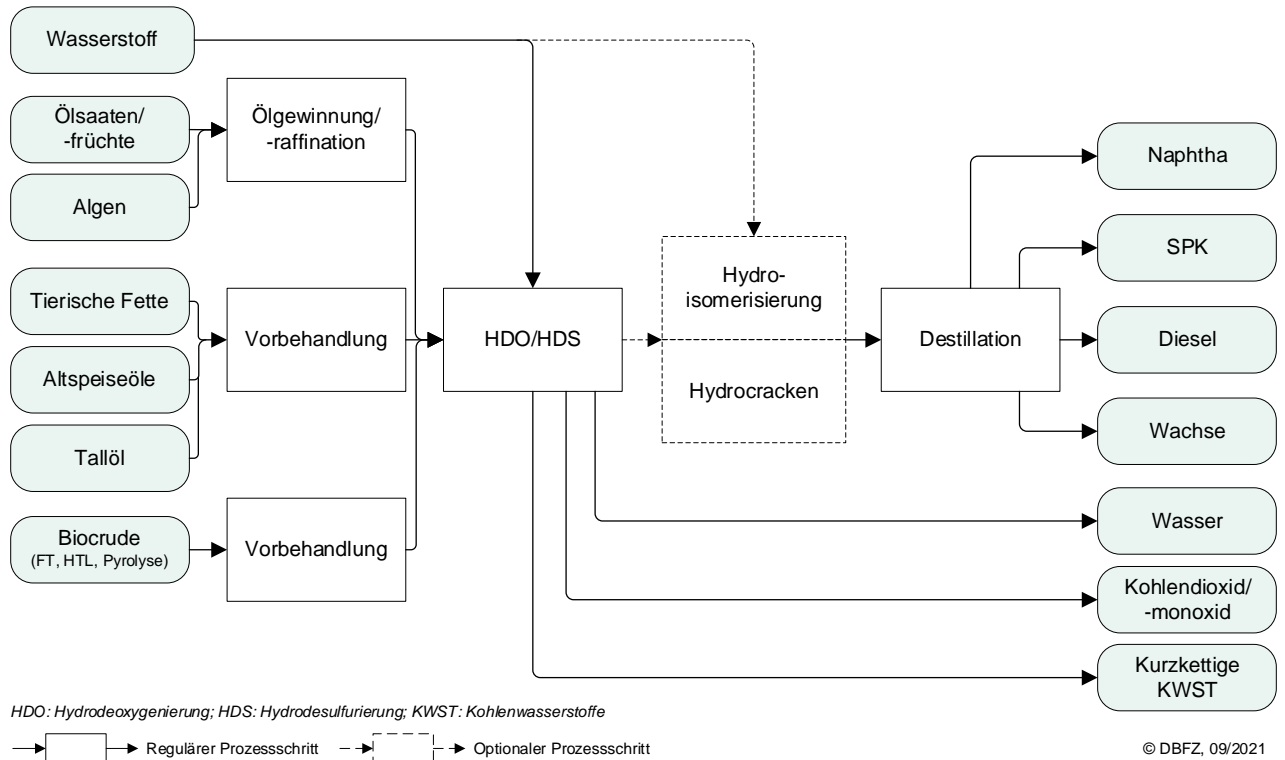 Wasserstoff
Ölsaaten/
-früchte
Algen
Tierische Fette
Altspeiseöle
Tallöl
Biocrude
(FT, HTL, Pyrolyse)
Ölgewinnung/
-raffination
Vorbehandlung
Vorbehandlung
HDO/HDS
Hydro-
isomerisierung
Hydrocracken
Destillation
Naphtha
SPK
Diesel
Wachse
Wasser
Kohlendioxid/
-monoxid
Kurzkettige
KWST
HDO: Hydrodeoxygenierung; HDS: Hydrodesulfurierung; KWST: Kohlenwasserstoffe
Regulärer Prozessschritt
Optionaler Prozessschritt
© DBFZ, 09/2021